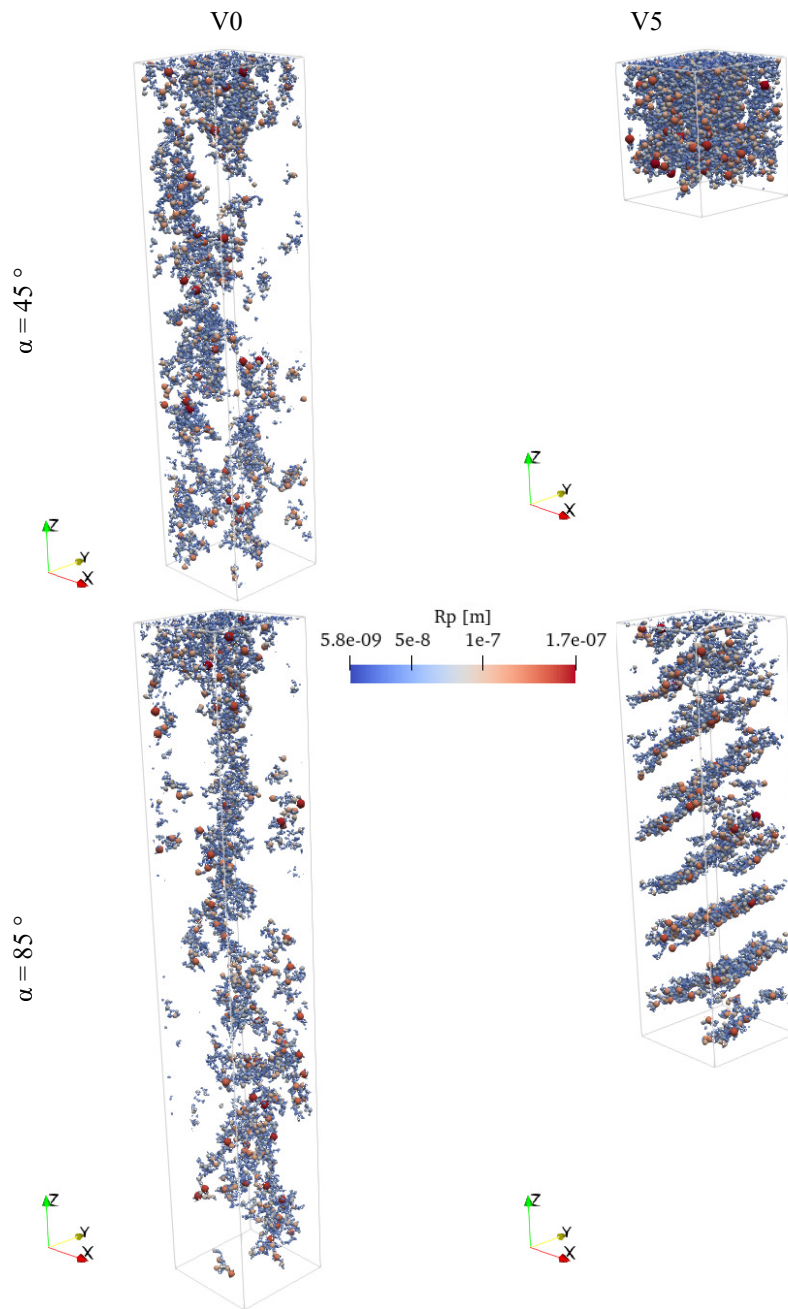 V0 V5
α = 45 °
Z Y X
Z Y X
Rp [m]
5.8e-09 5e-8 1e-7 1.7e-07
α = 85 °
Z Y X
Z Y X